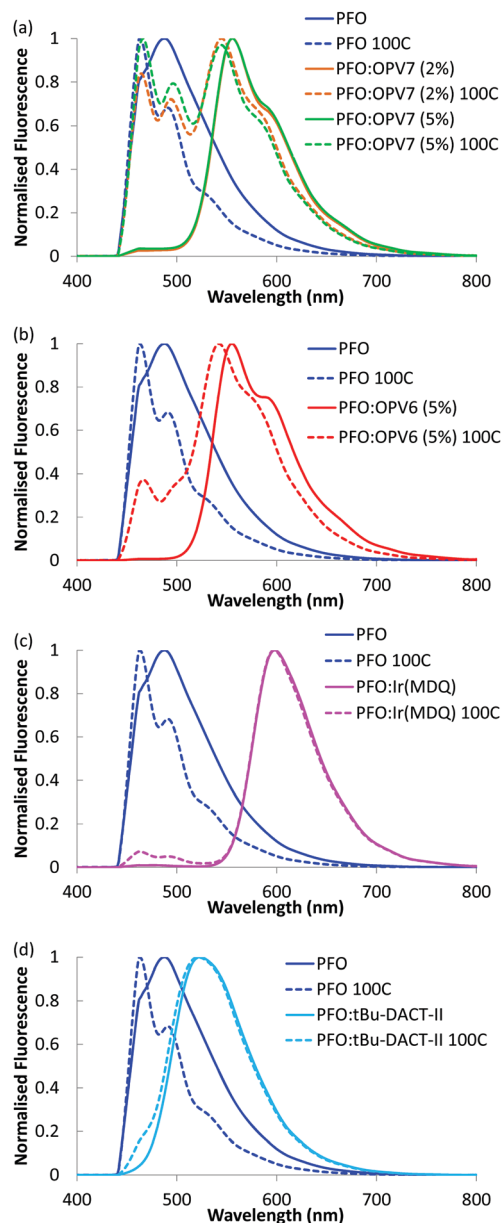 (a)
PFO
PFO 100C
PFO:OPV7 (2%)
PFO:OPV7 (2%) 100C
PFO:OPV7 (5%)
PFO:OPV7 (5%) 100C
Normalised Fluorescence
1
0.8
0.6
0.4
0.2
0
400 500 600 700 800
Wavelength (nm)
(b)
PFO
PFO 100C
PFO:OPV6 (5%)
PFO:OPV6 (5%) 100C
Normalised Fluorescence
1
0.8
0.6
0.4
0.2
0
400 500 600 700 800
Wavelength (nm)
(c)
PFO
PFO 100C
PFO:Ir(MDQ)
PFO:Ir(MDQ) 100C
Normalised Fluorescence
1
0.8
0.6
0.4
0.2
0
400 500 600 700 800
Wavelength (nm)
(d)
PFO
PFO 100C
PFO:tBu-DACT-II
PFO:tBu-DACT-II 100C
Normalised Fluorescence
1
0.8
0.6
0.4
0.2
0
400 500 600 700 800
Wavelength (nm)